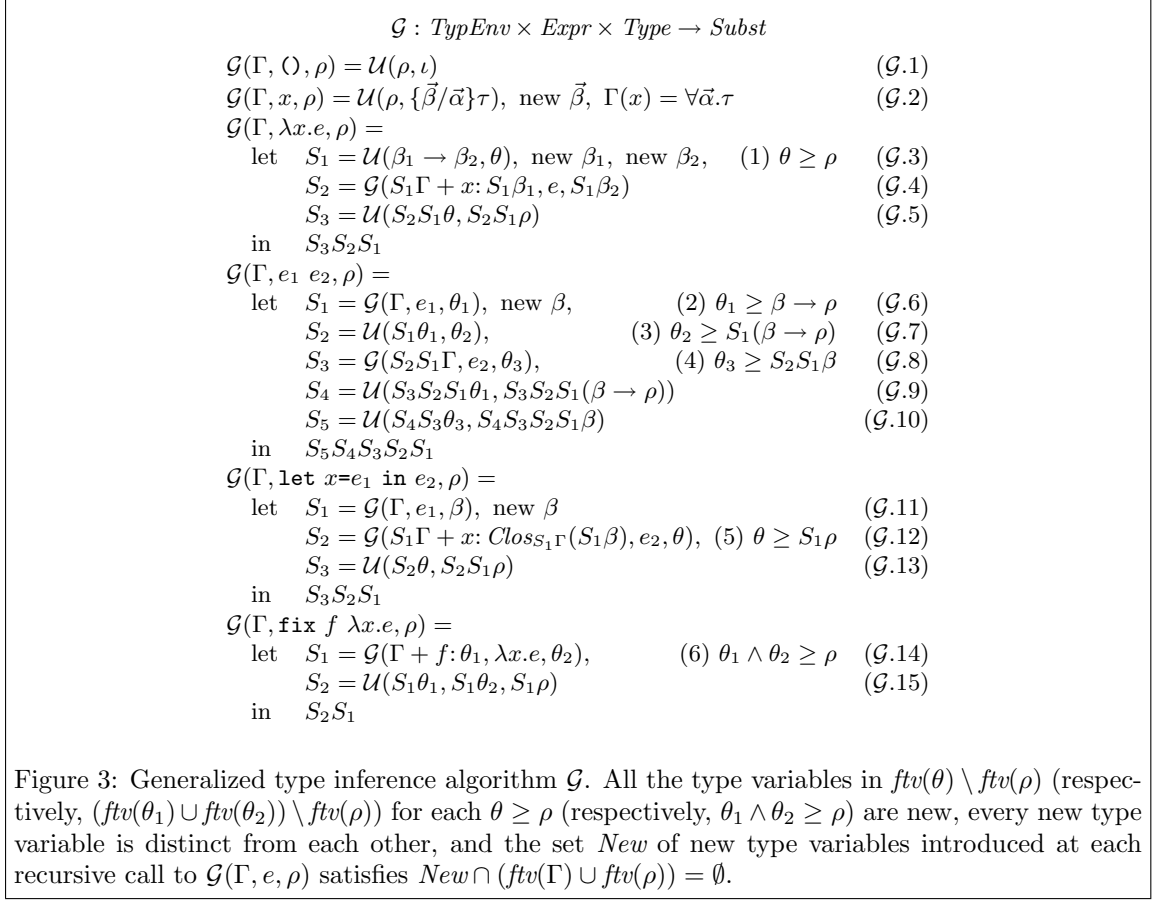 𝒢 : TypEnv × Expr × Type → Subst
𝒢(Γ, (), ρ) = 𝒰(ρ, ι) (𝒢.1)
𝒢(Γ, x, ρ) = 𝒰(ρ, {β⃗/α⃗}τ), new β⃗, Γ(x) = ∀α⃗.τ (𝒢.2)
𝒢(Γ, λx.e, ρ) =
let S₁ = 𝒰(β₁ → β₂, θ), new β₁, new β₂, (1) θ ≥ ρ (𝒢.3)
S₂ = 𝒢(S₁Γ + x: S₁β₁, e, S₁β₂) (𝒢.4)
S₃ = 𝒰(S₂S₁θ, S₂S₁ρ) (𝒢.5)
in S₃S₂S₁
𝒢(Γ, e₁ e₂, ρ) =
let S₁ = 𝒢(Γ, e₁, θ₁), new β, (2) θ₁ ≥ β → ρ (𝒢.6)
S₂ = 𝒰(S₁θ₁, θ₂), (3) θ₂ ≥ S₁(β → ρ) (𝒢.7)
S₃ = 𝒢(S₂S₁Γ, e₂, θ₃), (4) θ₃ ≥ S₂S₁β (𝒢.8)
S₄ = 𝒰(S₃S₂S₁θ₁, S₃S₂S₁(β → ρ)) (𝒢.9)
S₅ = 𝒰(S₄S₃θ₃, S₄S₃S₂S₁β) (𝒢.10)
in S₅S₄S₃S₂S₁
𝒢(Γ, let x=e₁ in e₂, ρ) =
let S₁ = 𝒢(Γ, e₁, β), new β (𝒢.11)
S₂ = 𝒢(S₁Γ + x: Clos_{S₁Γ}(S₁β), e₂, θ), (5) θ ≥ S₁ρ (𝒢.12)
S₃ = 𝒰(S₂θ, S₂S₁ρ) (𝒢.13)
in S₃S₂S₁
𝒢(Γ, fix f λx.e, ρ) =
let S₁ = 𝒢(Γ + f: θ₁, λx.e, θ₂), (6) θ₁ ∧ θ₂ ≥ ρ (𝒢.14)
S₂ = 𝒰(S₁θ₁, S₁θ₂, S₁ρ) (𝒢.15)
in S₂S₁
Figure 3: Generalized type inference algorithm 𝒢. All the type variables in ftv(θ) \ ftv(ρ) (respec-
tively, (ftv(θ₁) ∪ ftv(θ₂)) \ ftv(ρ)) for each θ ≥ ρ (respectively, θ₁ ∧ θ₂ ≥ ρ) are new, every new type
variable is distinct from each other, and the set New of new type variables introduced at each
recursive call to 𝒢(Γ, e, ρ) satisfies New ∩ (ftv(Γ) ∪ ftv(ρ)) = ∅.